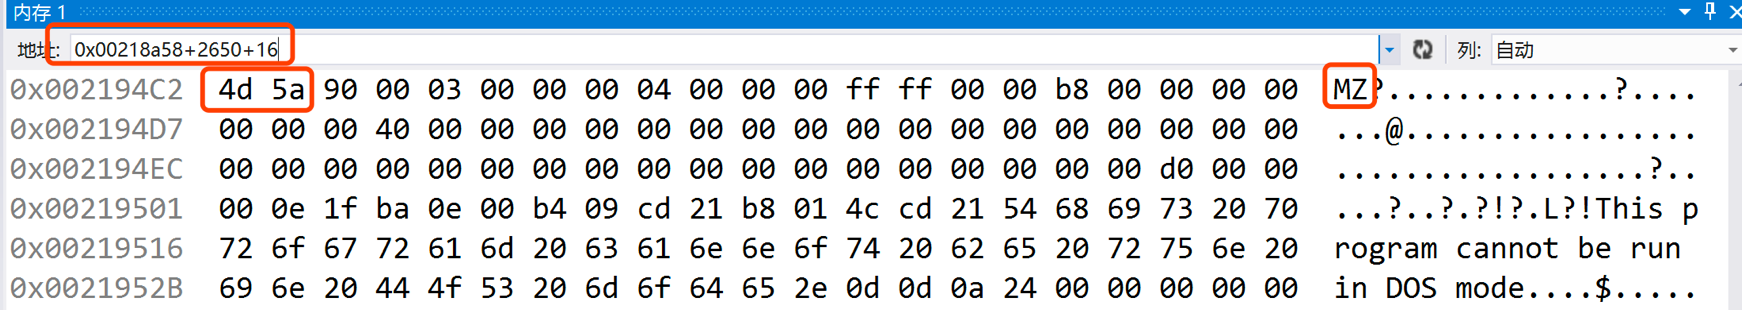 内存 1
地址: 0x00218a58+2650+16 列: 自动
0x002194C2 4d 5a 90 00 03 00 00 00 04 00 00 00 ff ff 00 00 b8 00 00 00 00 MZ?.............?....
0x002194D7 00 00 00 40 00 00 00 00 00 00 00 00 00 00 00 00 00 00 00 00 00 ...@.................
0x002194EC 00 00 00 00 00 00 00 00 00 00 00 00 00 00 00 00 00 00 d0 00 00 ..................?..
0x00219501 00 0e 1f ba 0e 00 b4 09 cd 21 b8 01 4c cd 21 54 68 69 73 20 70 ...?..?.?!?.L?!This p
0x00219516 72 6f 67 72 61 6d 20 63 61 6e 6e 6f 74 20 62 65 20 72 75 6e 20 rogram cannot be run
0x0021952B 69 6e 20 44 4f 53 20 6d 6f 64 65 2e 0d 0d 0a 24 00 00 00 00 00 in DOS mode....$.....